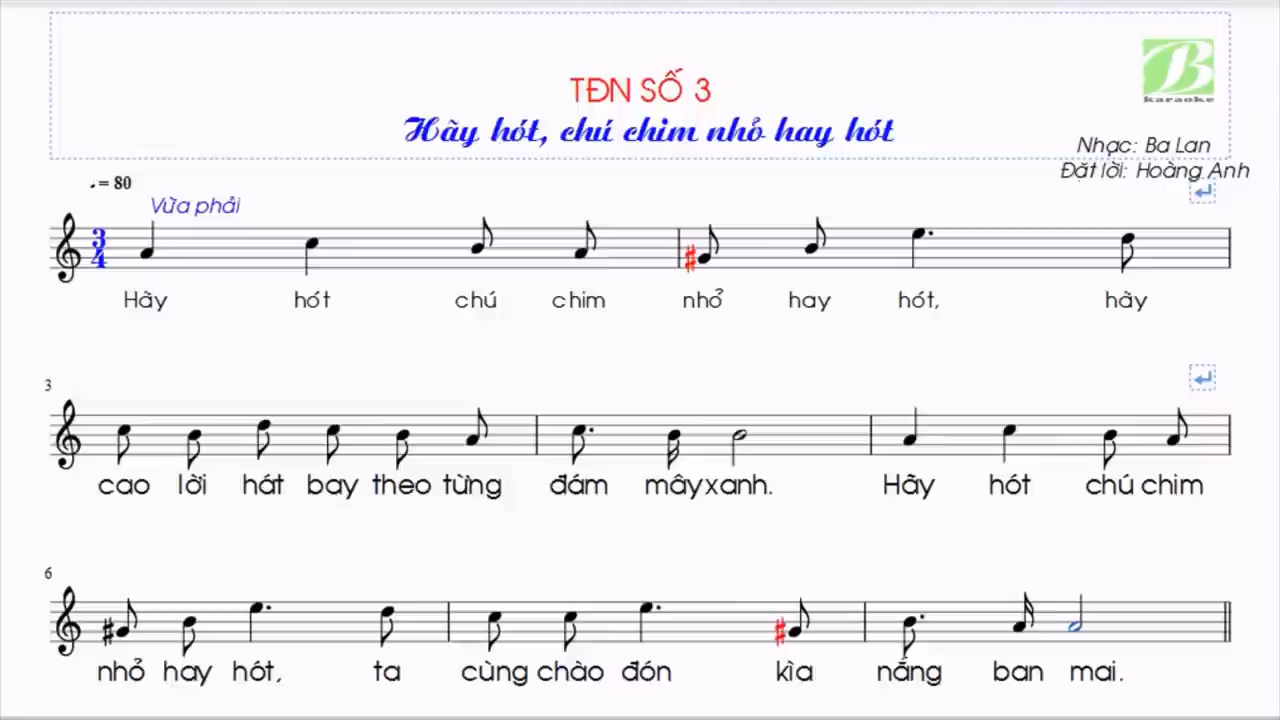 TĐN SỐ 3
Hãy hót, chú chim nhỏ hay hót
B
karaoke
Nhạc: Ba Lan
Đặt lời: Hoàng Anh
♩ = 80
Vừa phải
3
4
Hãy hót chú chim nhỏ hay hót, hãy
3
cao lời hát bay theo từng đám mây xanh. Hãy hót chú chim
6
nhỏ hay hót, ta cùng chào đón kìa nắng ban mai.